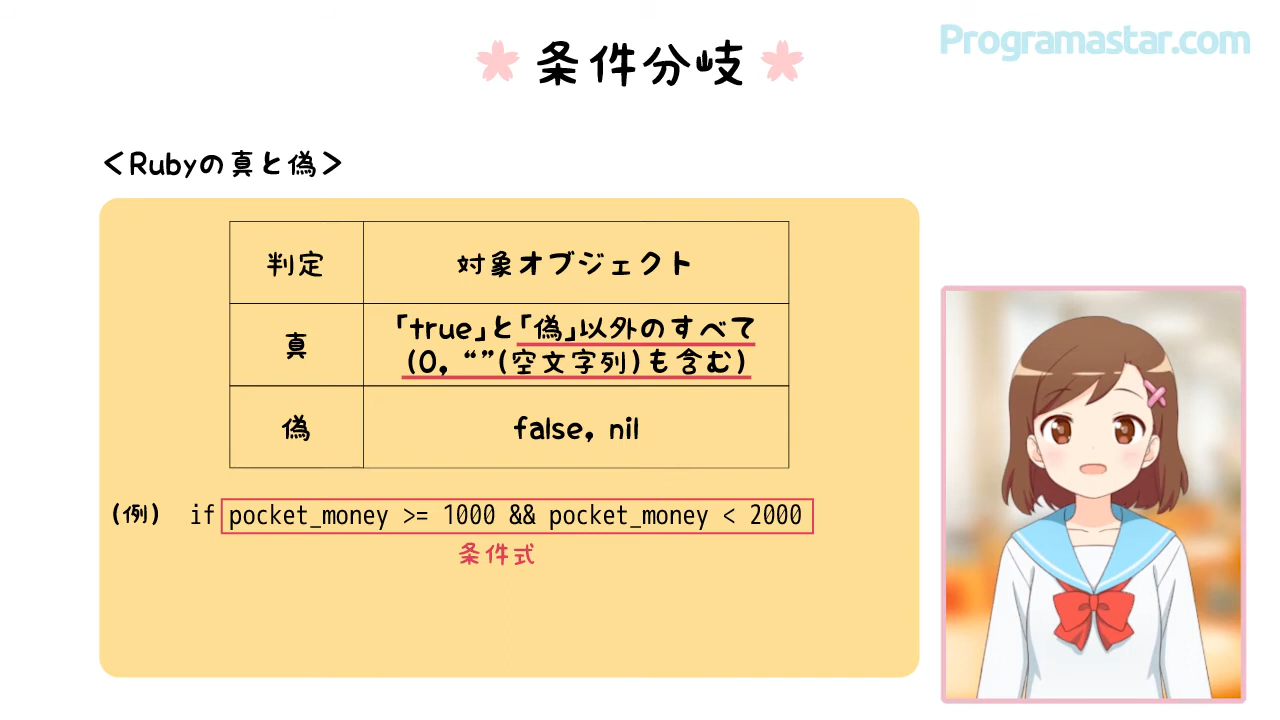 条件分岐
Programastar.com
<Rubyの真と偽>
判定
対象オブジェクト
真
「true」と「偽」以外のすべて
(0, “”(空文字列)も含む)
偽
false, nil
(例) if pocket_money >= 1000 && pocket_money < 2000
条件式